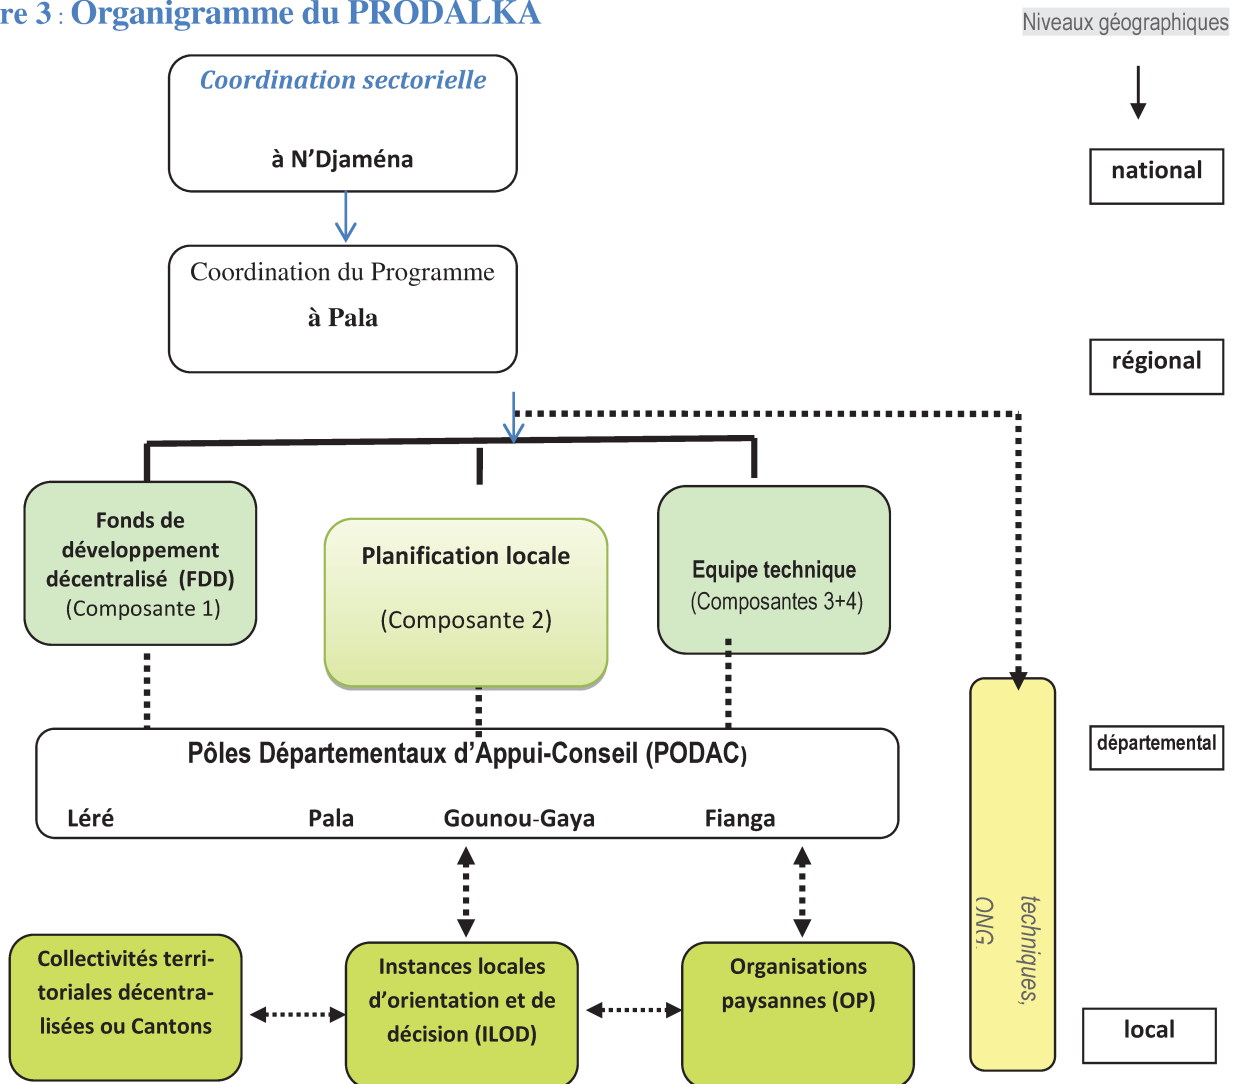 re 3 : Organigramme du PRODALKA
Niveaux géographiques
Coordination sectorielle
à N'Djaména
national
Coordination du Programme
à Pala
régional
Fonds de
développement
décentralisé (FDD)
(Composante 1)
Planification locale
(Composante 2)
Equipe technique
(Composantes 3+4)
Pôles Départementaux d'Appui-Conseil (PODAC)
Léré Pala Gounou-Gaya Fianga
départemental
techniques,
ONG
Collectivités terri-
toriales décentra-
lisées ou Cantons
Instances locales
d'orientation et de
décision (ILOD)
Organisations
paysannes (OP)
local